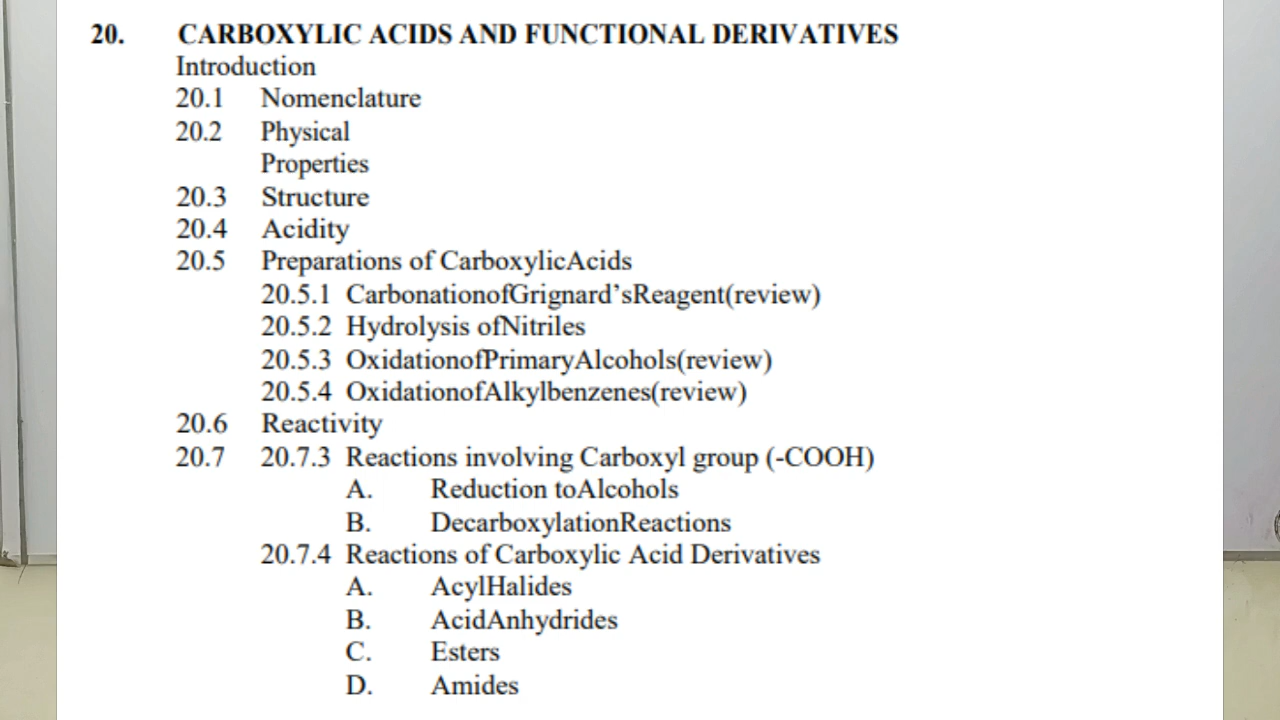 20. CARBOXYLIC ACIDS AND FUNCTIONAL DERIVATIVES
Introduction
20.1 Nomenclature
20.2 Physical
Properties
20.3 Structure
20.4 Acidity
20.5 Preparations of CarboxylicAcids
20.5.1 CarbonationofGrignard’sReagent(review)
20.5.2 Hydrolysis ofNitriles
20.5.3 OxidationofPrimaryAlcohols(review)
20.5.4 OxidationofAlkylbenzenes(review)
20.6 Reactivity
20.7 20.7.3 Reactions involving Carboxyl group (-COOH)
A. Reduction toAlcohols
B. DecarboxylationReactions
20.7.4 Reactions of Carboxylic Acid Derivatives
A. AcylHalides
B. AcidAnhydrides
C. Esters
D. Amides